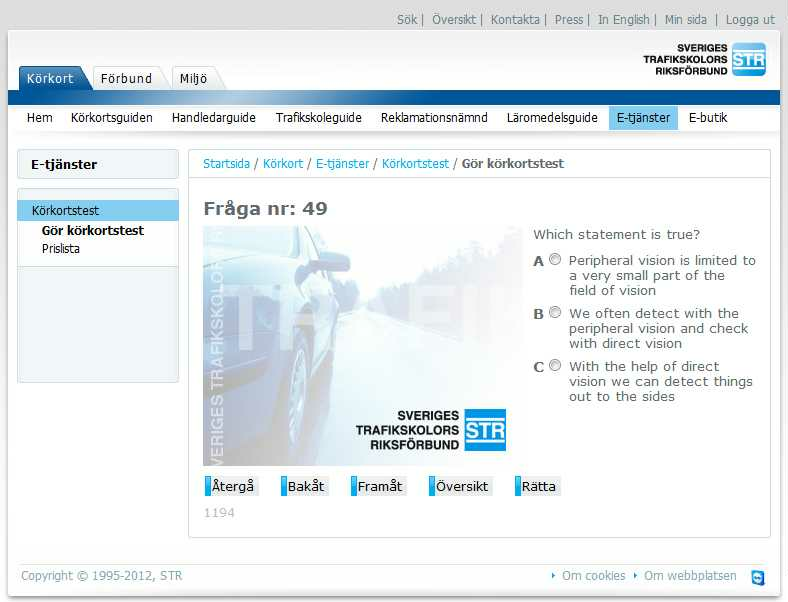 Sök | Översikt | Kontakta | Press | In English | Min sida | Logga ut
SVERIGES
TRAFIKSKOLORS
RIKSFÖRBUND
STR
Körkort Förbund Miljö
Hem Körkortsguiden Handledarguide Trafikskoleguide Reklamationsnämnd Läromedelsguide E-tjänster E-butik
E-tjänster
Körkortstest
Gör körkortstest
Prislista
Startsida / Körkort / E-tjänster / Körkortstest / Gör körkortstest
Fråga nr: 49
VERIGES TRAFIKSKOLOR
TRAFIK
SVERIGES
TRAFIKSKOLORS
RIKSFÖRBUND
STR
Which statement is true?
A Peripheral vision is limited to
a very small part of the
field of vision
B We often detect with the
peripheral vision and check
with direct vision
C With the help of direct
vision we can detect things
out to the sides
Återgå Bakåt Framåt Översikt Rätta
1194
Copyright © 1995-2012, STR
Om cookies Om webbplatsen